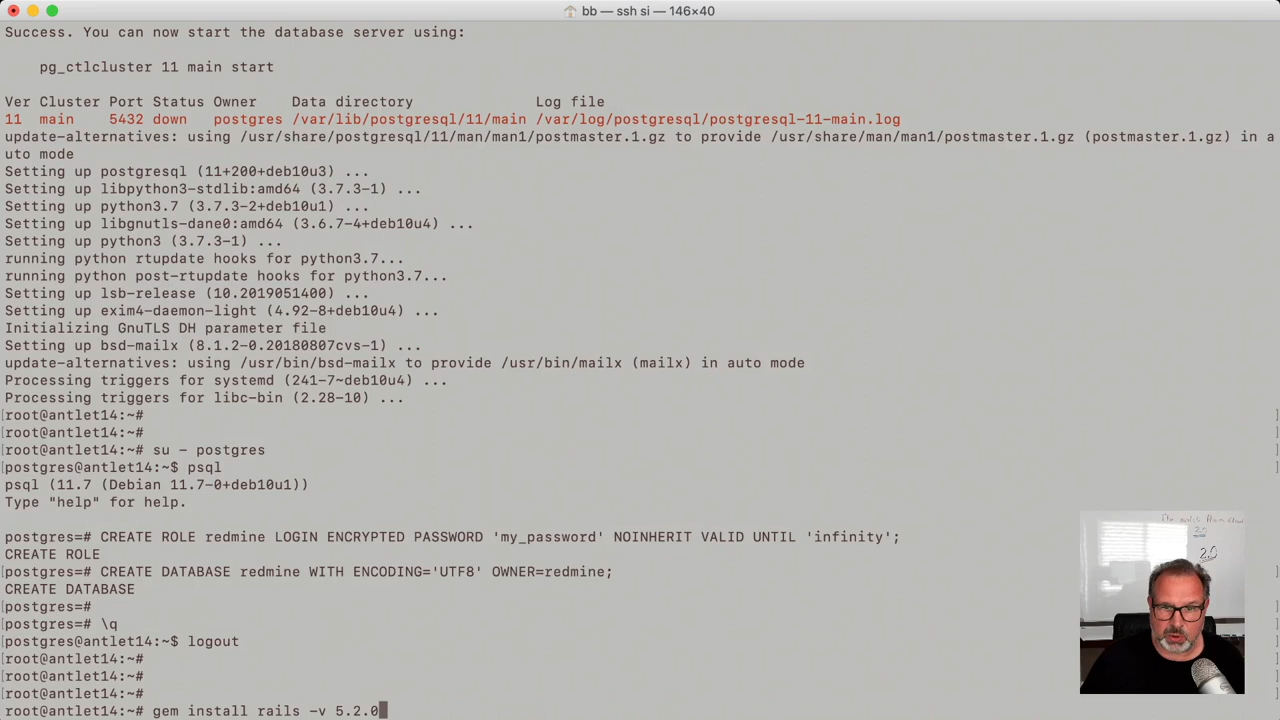 bb — ssh si — 146×40
Success. You can now start the database server using:
pg_ctlcluster 11 main start
Ver Cluster Port Status Owner    Data directory              Log file
11  main    5432 down   postgres /var/lib/postgresql/11/main /var/log/postgresql/postgresql-11-main.log
update-alternatives: using /usr/share/postgresql/11/man/man1/postmaster.1.gz to provide /usr/share/man/man1/postmaster.1.gz (postmaster.1.gz) in a
uto mode
Setting up postgresql (11+200+deb10u3) ...
Setting up libpython3-stdlib:amd64 (3.7.3-1) ...
Setting up python3.7 (3.7.3-2+deb10u1) ...
Setting up libgnutls-dane0:amd64 (3.6.7-4+deb10u4) ...
Setting up python3 (3.7.3-1) ...
running python rtupdate hooks for python3.7...
running python post-rtupdate hooks for python3.7...
Setting up lsb-release (10.2019051400) ...
Setting up exim4-daemon-light (4.92-8+deb10u4) ...
Initializing GnuTLS DH parameter file
Setting up bsd-mailx (8.1.2-0.20180807cvs-1) ...
update-alternatives: using /usr/bin/bsd-mailx to provide /usr/bin/mailx (mailx) in auto mode
Processing triggers for systemd (241-7~deb10u4) ...
Processing triggers for libc-bin (2.28-10) ...
[root@antlet14:~# ]
[root@antlet14:~# ]
[root@antlet14:~# su - postgres ]
[postgres@antlet14:~$ psql ]
psql (11.7 (Debian 11.7-0+deb10u1))
Type "help" for help.
[postgres=# CREATE ROLE redmine LOGIN ENCRYPTED PASSWORD 'my_password' NOINHERIT VALID UNTIL 'infinity';
CREATE ROLE
[postgres=# CREATE DATABASE redmine WITH ENCODING='UTF8' OWNER=redmine; ]
CREATE DATABASE
[postgres=# ]
[postgres=# \q ]
[postgres@antlet14:~$ logout ]
[root@antlet14:~# ]
[root@antlet14:~# ]
[root@antlet14:~# ]
root@antlet14:~# gem install rails -v 5.2.0
2.0